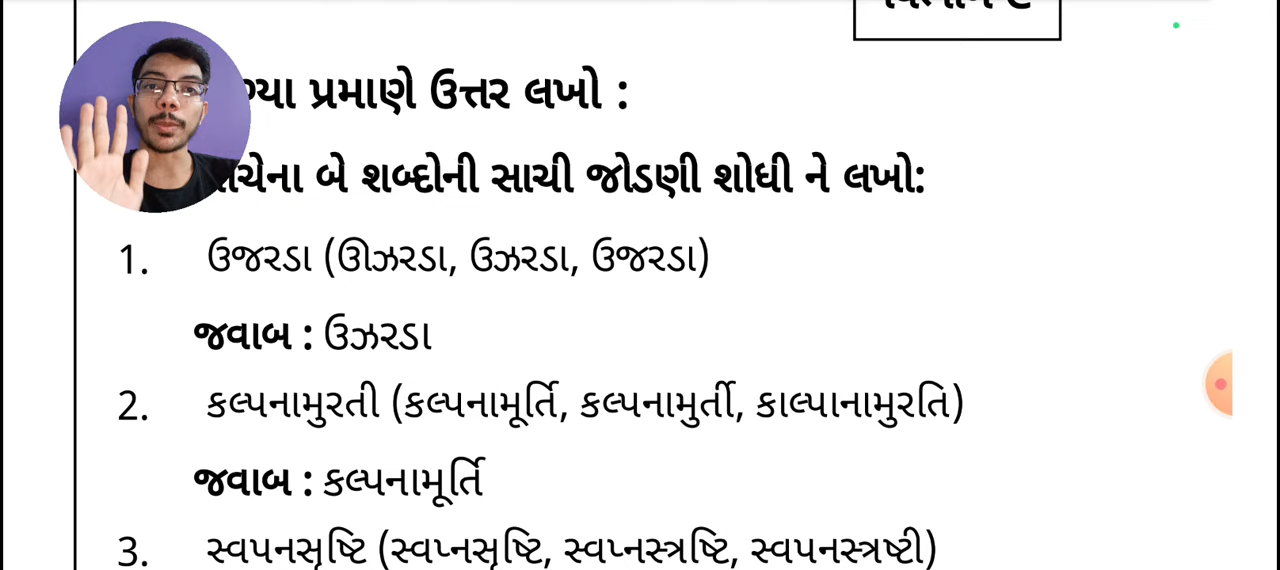 પ્રમાણે ઉત્તર લખો :
બે શબ્દોની સાચી જોડણી શોધી ને લખો:
1. ઉજરડા (ઊઝરડા, ઉઝરડા, ઉજરડા)
જવાબ : ઉઝરડા
2. કલ્પનામુરતી (કલ્પનામૂર્તિ, કલ્પનામુર્તી, કાલ્પાનામુરતિ)
જવાબ : કલ્પનામૂર્તિ
3. સ્વપનસૃષ્ટિ (સ્વપ્નસૃષ્ટિ, સ્વપ્નસ્ત્રષ્ટિ, સ્વપનસ્ત્રષ્ટી)